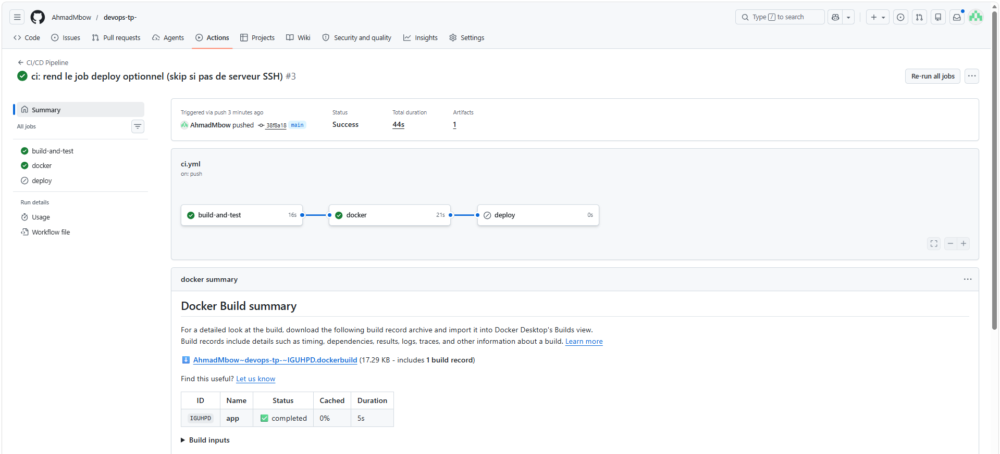 AhmadMbow / devops-tp-
Type / to search
Code Issues Pull requests Agents Actions Projects Wiki Security and quality Insights Settings
← CI/CD Pipeline
ci: rend le job deploy optionnel (skip si pas de serveur SSH) #3
Re-run all jobs
Summary
All jobs
build-and-test
docker
deploy
Run details
Usage
Workflow file
Triggered via push 3 minutes ago
AhmadMbow pushed 38f8a18 main
Status
Success
Total duration
44s
Artifacts
1
ci.yml
on: push
build-and-test 16s
docker 21s
deploy 0s
docker summary
Docker Build summary
For a detailed look at the build, download the following build record archive and import it into Docker Desktop's Builds view.
Build records include details such as timing, dependencies, results, logs, traces, and other information about a build. Learn more
AhmadMbow~devops-tp-~IGUHPD.dockerbuild (17.29 KB - includes 1 build record)
Find this useful? Let us know
ID Name Status Cached Duration
IGUHPD app completed 0% 5s
Build inputs